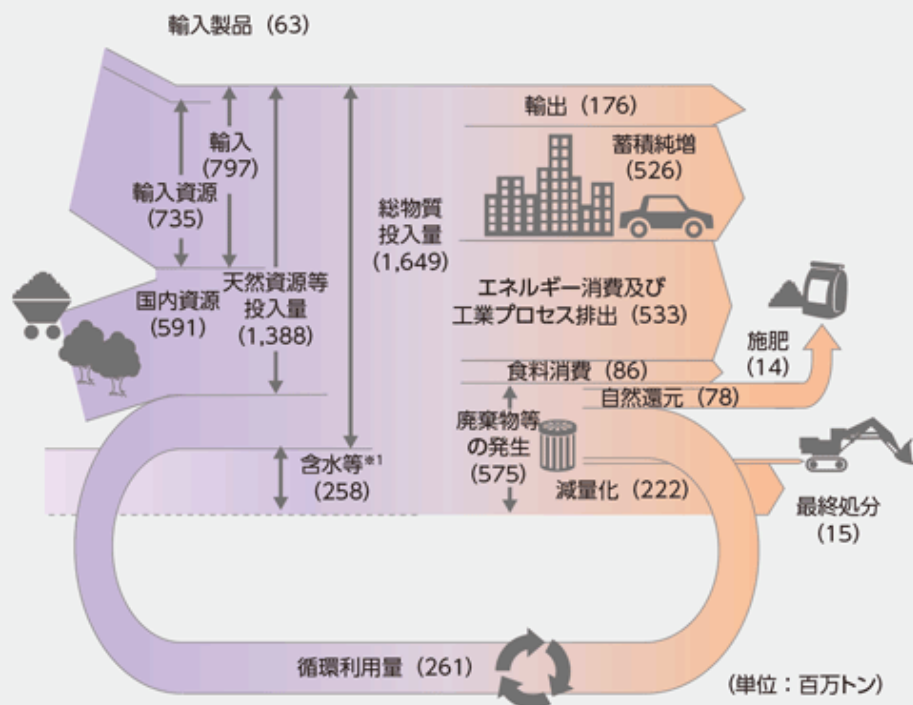 輸入製品（63）
輸出（176）
輸入
（797）
蓄積純増
（526）
輸入資源
（735）
総物質
投入量
（1,649）
国内資源
（591）
天然資源等
投入量
（1,388）
エネルギー消費及び
工業プロセス排出（533）
施肥
（14）
食料消費（86）
自然還元（78）
廃棄物等
の発生
（575）
含水等※1
（258）
減量化（222）
最終処分
（15）
循環利用量（261）
（単位：百万トン）